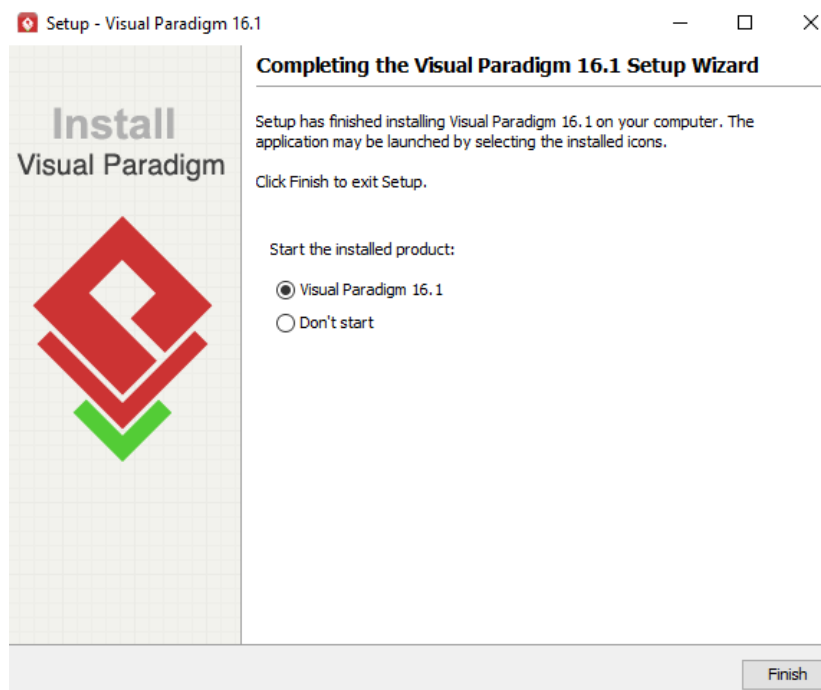 Setup - Visual Paradigm 16.1
Completing the Visual Paradigm 16.1 Setup Wizard
Install
Visual Paradigm
Setup has finished installing Visual Paradigm 16.1 on your computer. The
application may be launched by selecting the installed icons.
Click Finish to exit Setup.
Start the installed product:
Visual Paradigm 16.1
Don't start
Finish